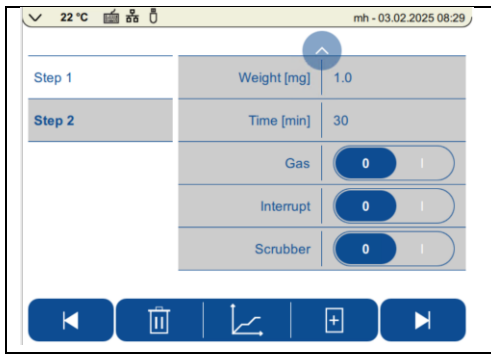 22 °C mh - 03.02.2025 08:29
Step 1 Weight [mg] 1.0
Step 2 Time [min] 30
Gas 0 I
Interrupt 0 I
Scrubber 0 I